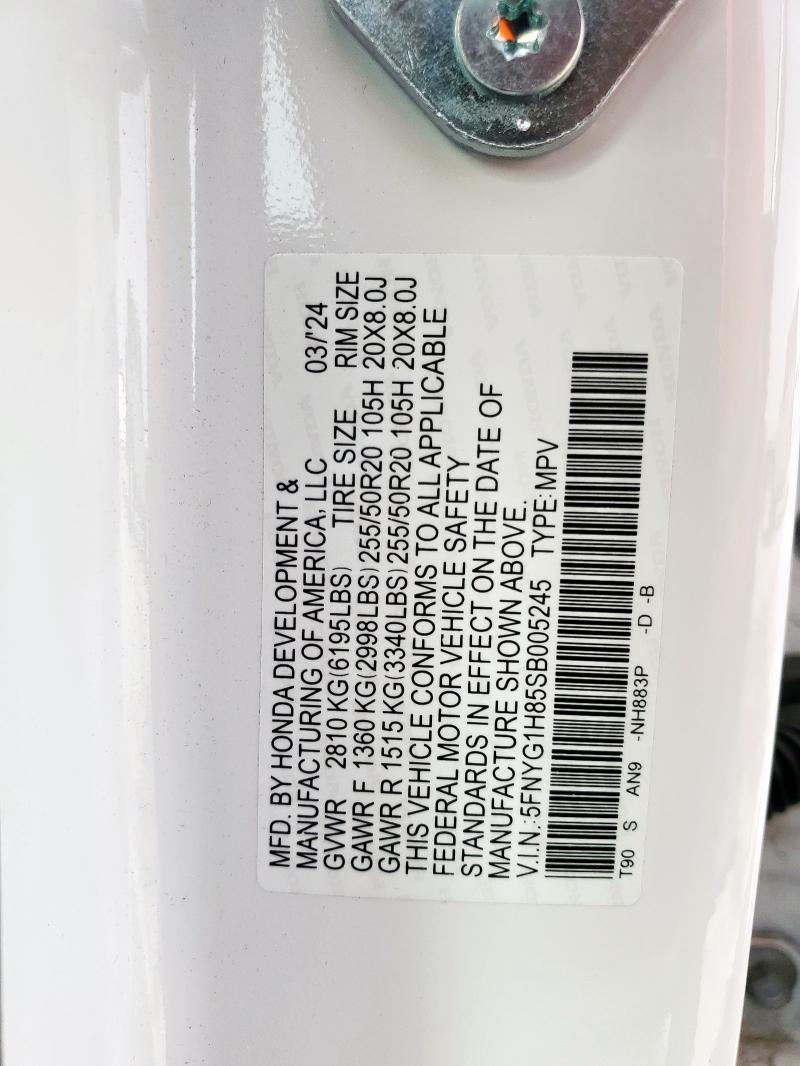 MFD. BY HONDA DEVELOPMENT &
MANUFACTURING OF AMERICA, LLC 03/'24
GVWR 2810 KG(6195LBS) TIRE SIZE RIM SIZE
GAWR F 1360 KG(2998LBS) 255/50R20 105H 20X8.0J
GAWR R 1515 KG(3340LBS) 255/50R20 105H 20X8.0J
THIS VEHICLE CONFORMS TO ALL APPLICABLE
FEDERAL MOTOR VEHICLE SAFETY
STANDARDS IN EFFECT ON THE DATE OF
MANUFACTURE SHOWN ABOVE.
V.I.N.:5FNYG1H85SB005245 TYPE:MPV
T90 S AN9 -NH883P -D -B